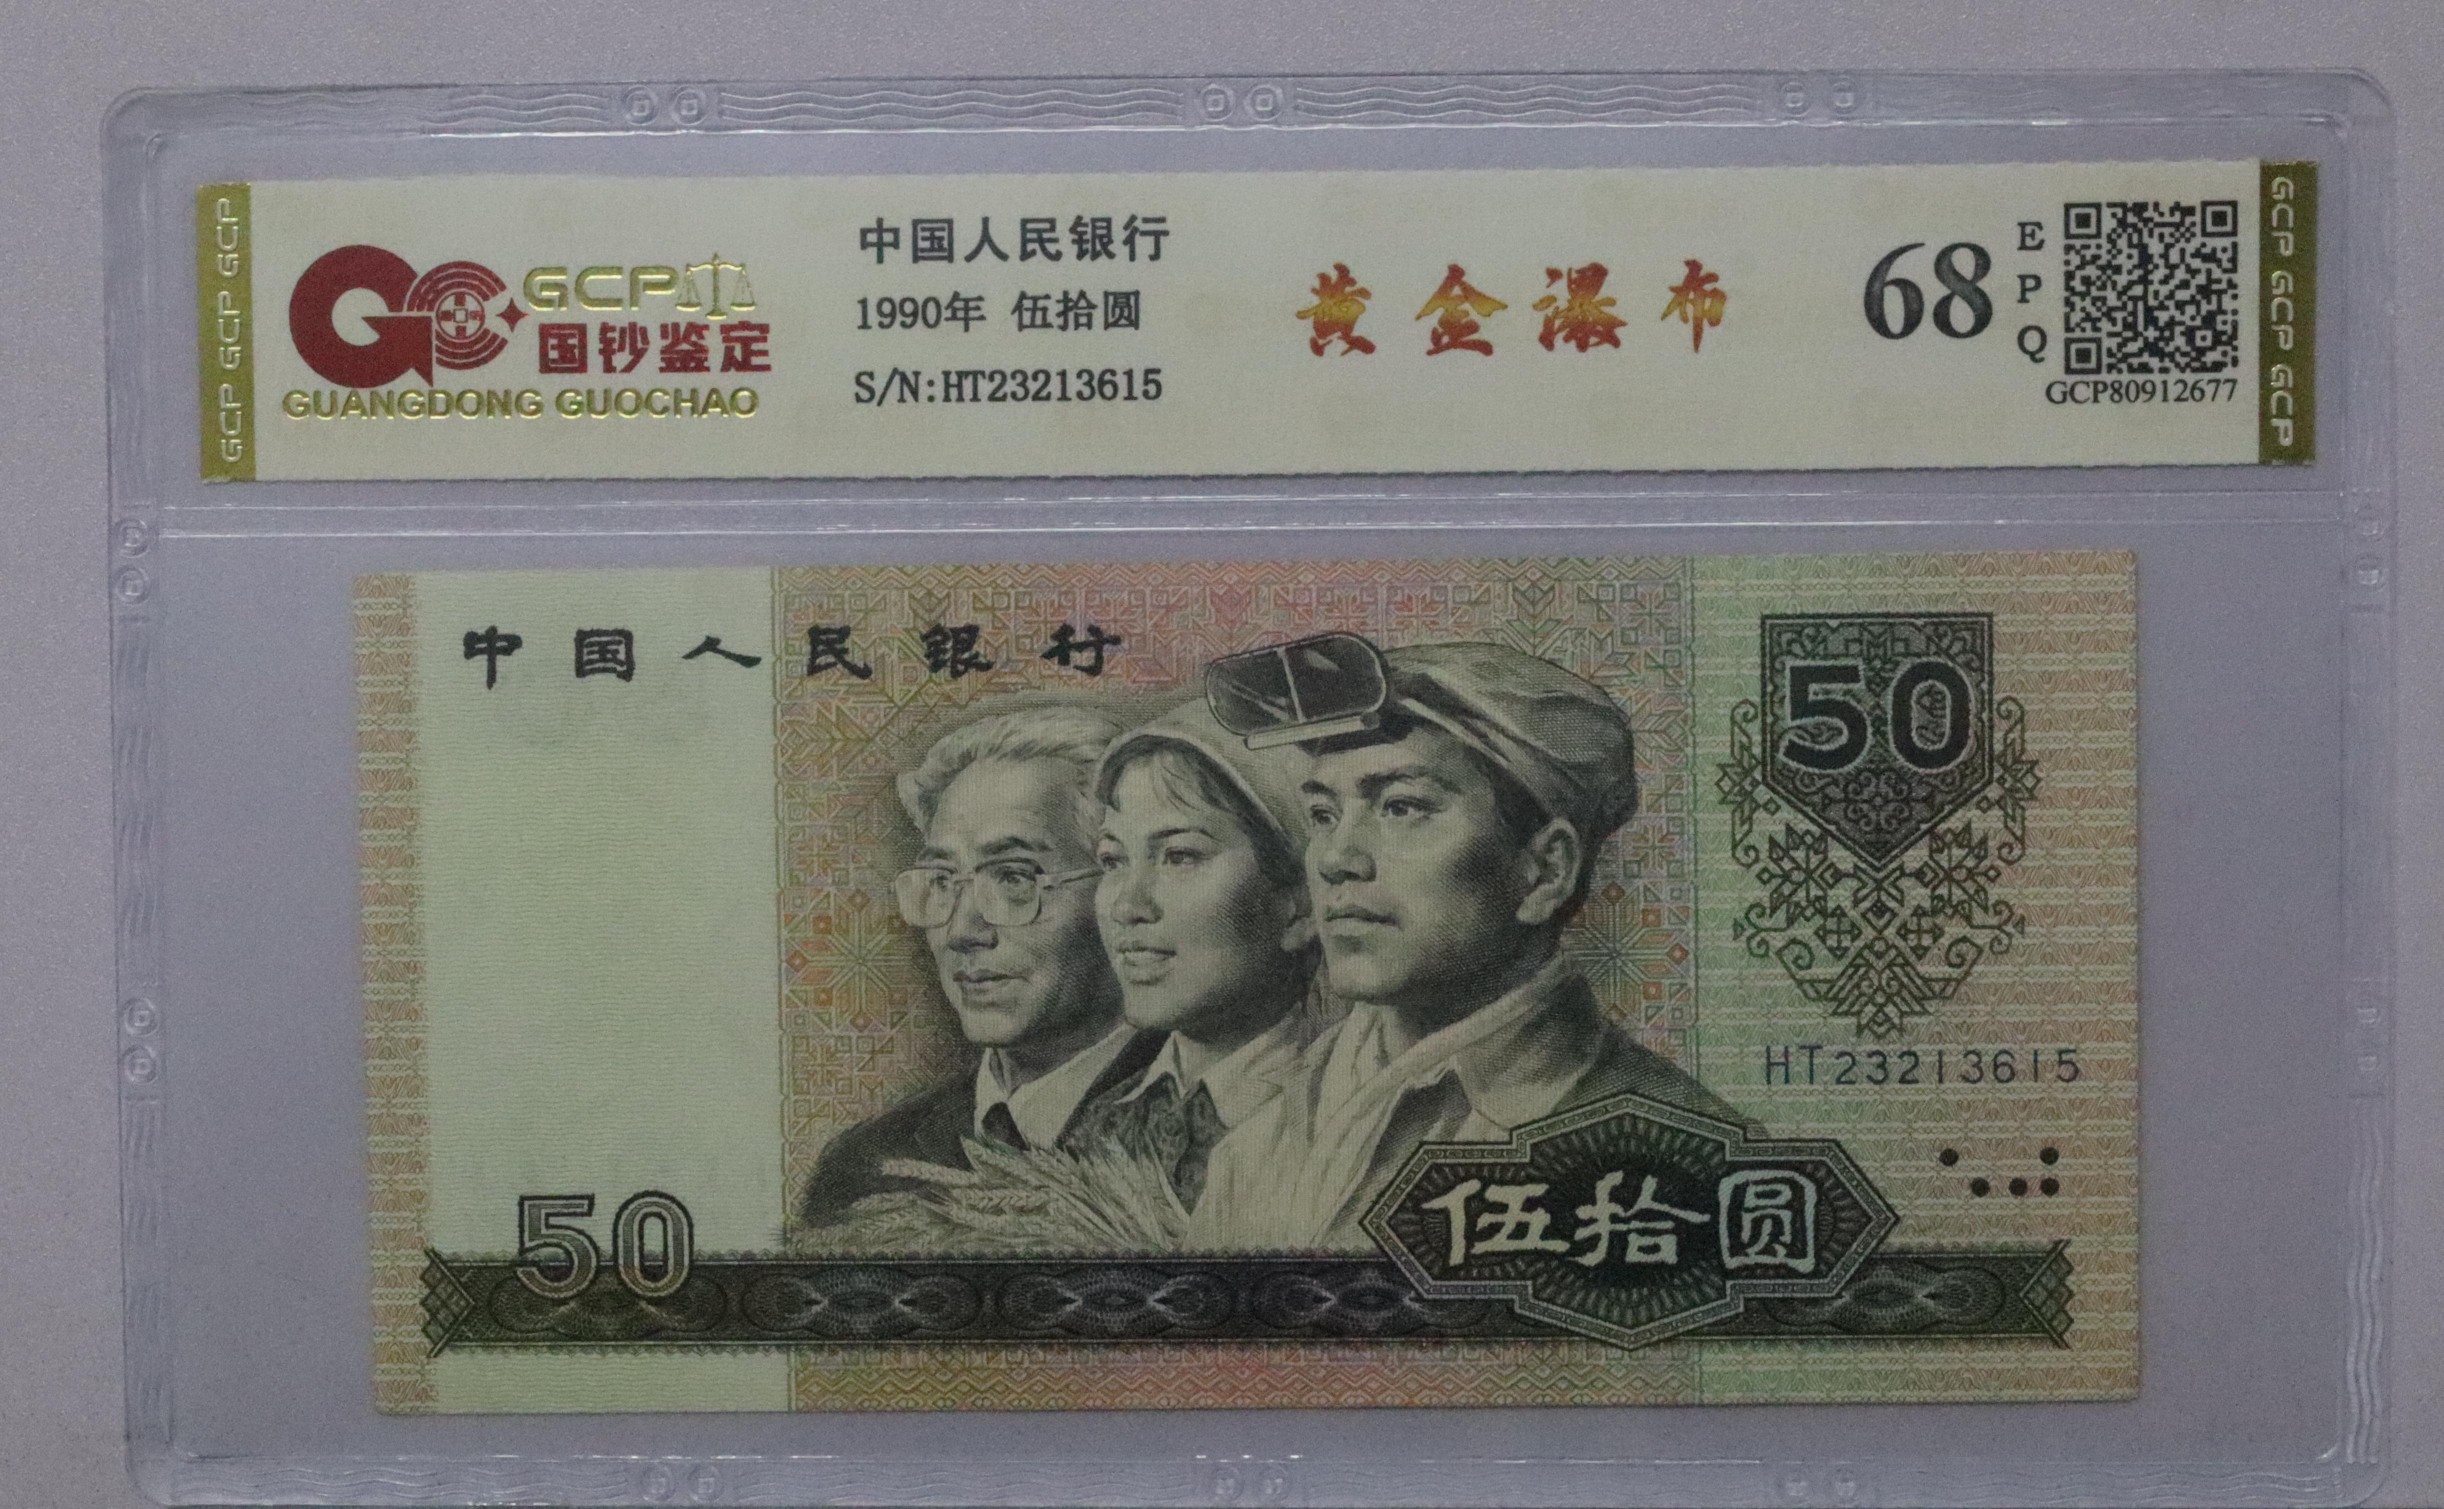 GCP GCP GCP
GCP
国钞鉴定
GUANGDONG GUOCHAO
中国人民银行
1990年 伍拾圆
S/N:HT23213615
黄金瀑布
68
EPQ
GCP80912677
GCP GCP GCP
中国人民银行
50
HT23213615
50
伍拾圆